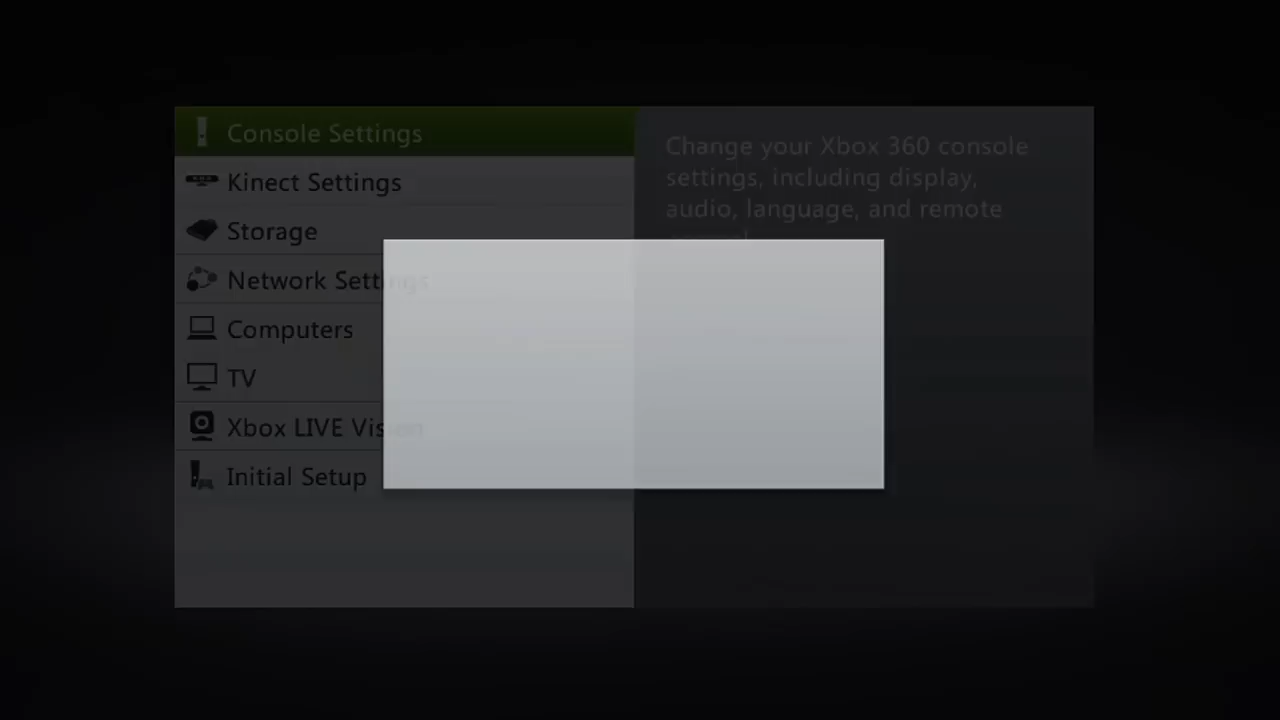 Console Settings
Kinect Settings
Storage
Network Settings
Computers
TV
Xbox LIVE Vision
Initial Setup
Change your Xbox 360 console
settings, including display,
audio, language, and remote